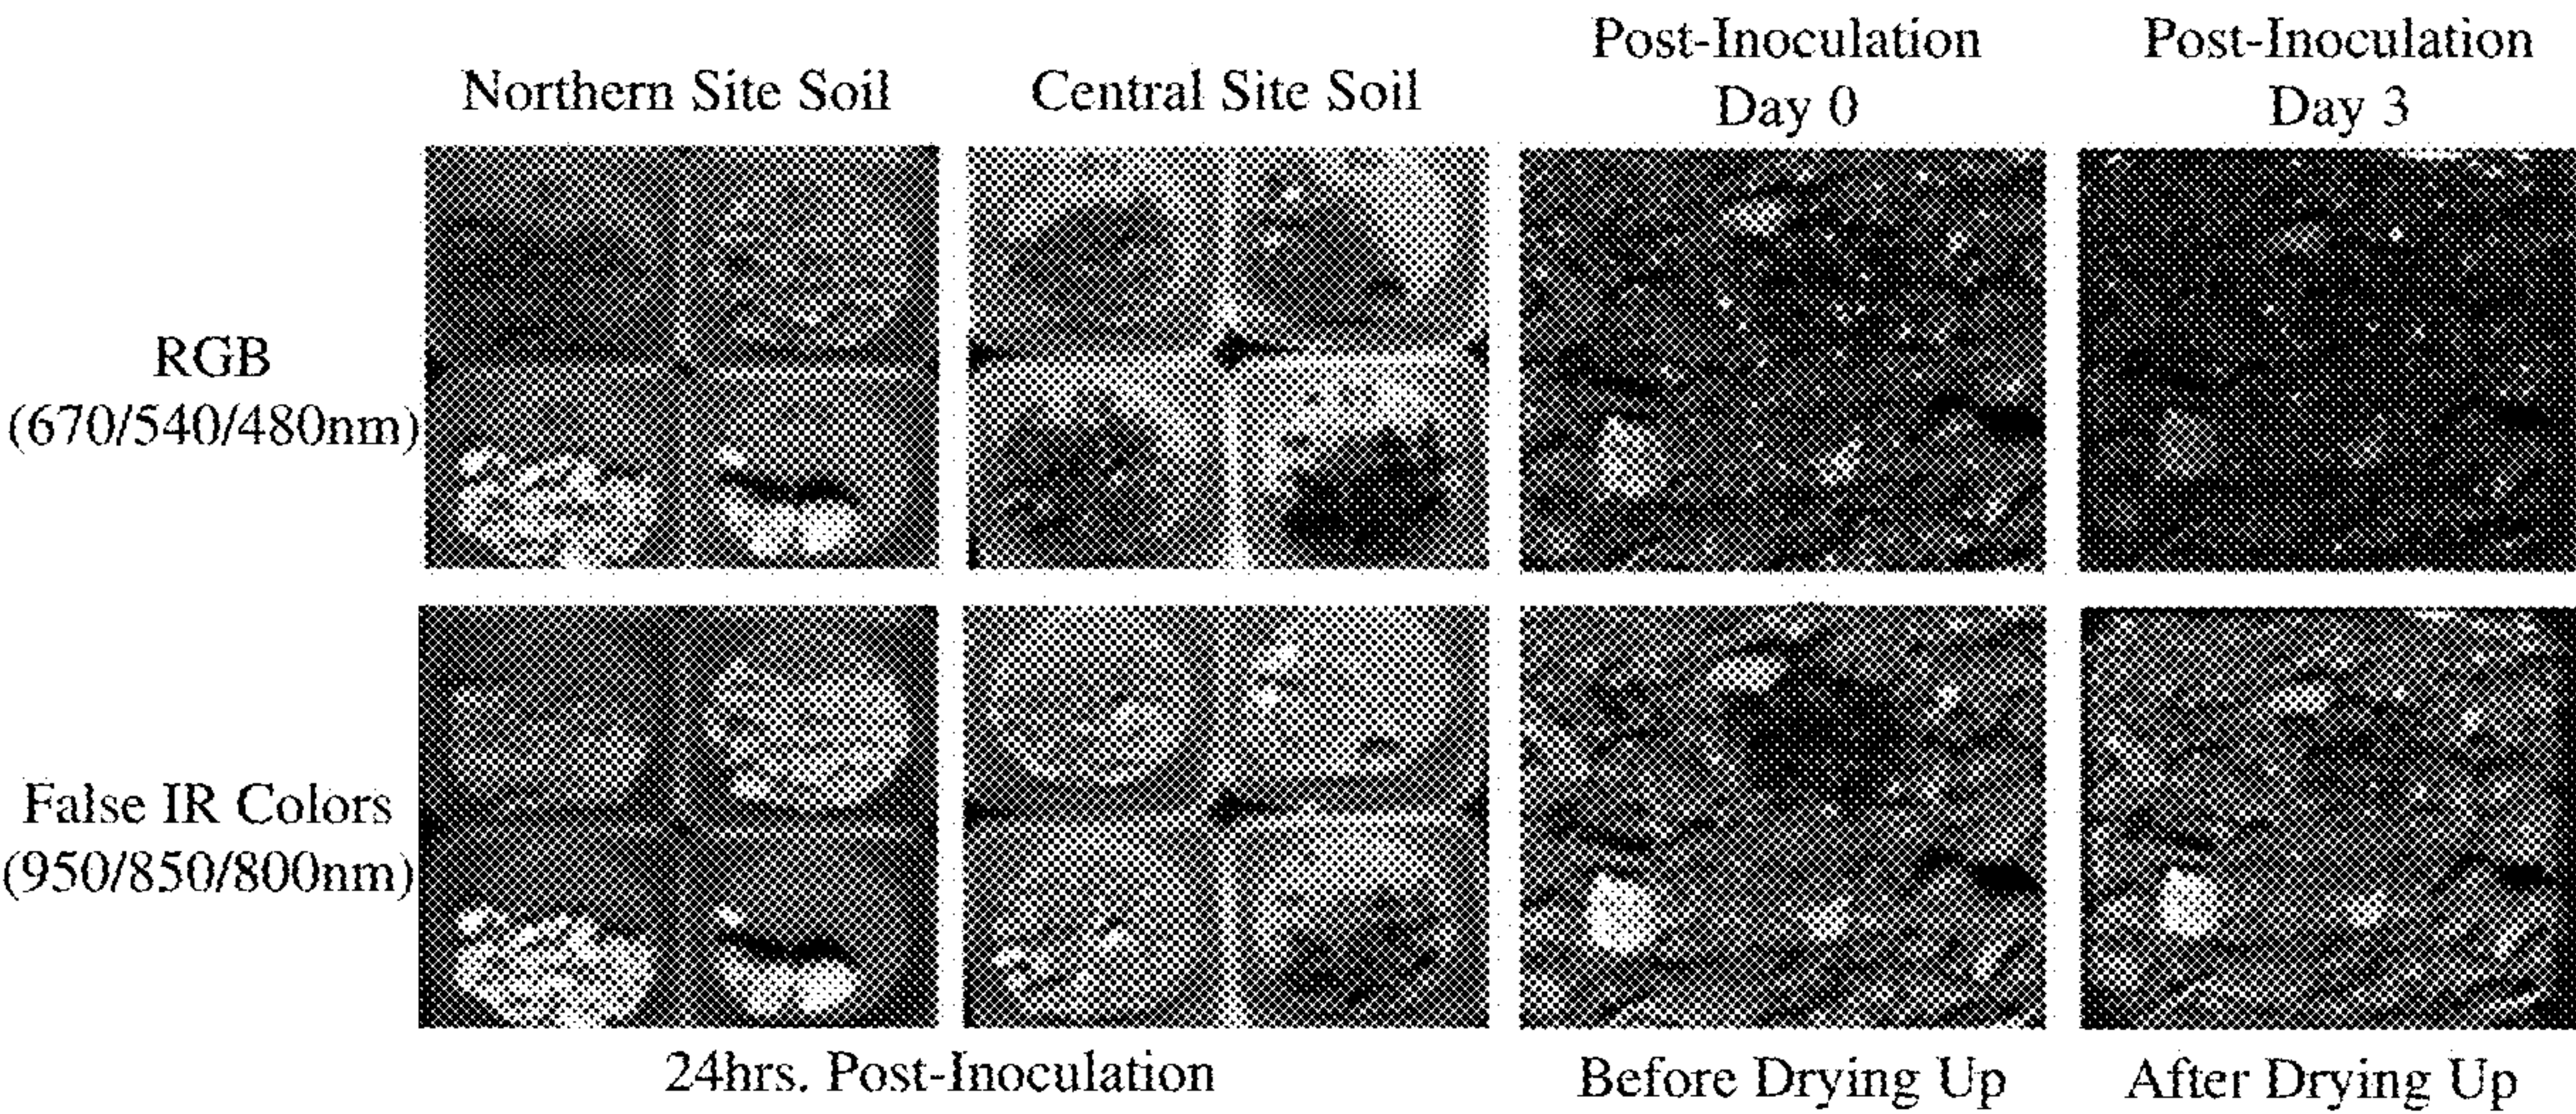 Northern Site Soil
Central Site Soil
Post-Inoculation
Day 0
Post-Inoculation
Day 3
RGB
(670/540/480nm)
False IR Colors
(950/850/800nm)
24hrs. Post-Inoculation
Before Drying Up
After Drying Up